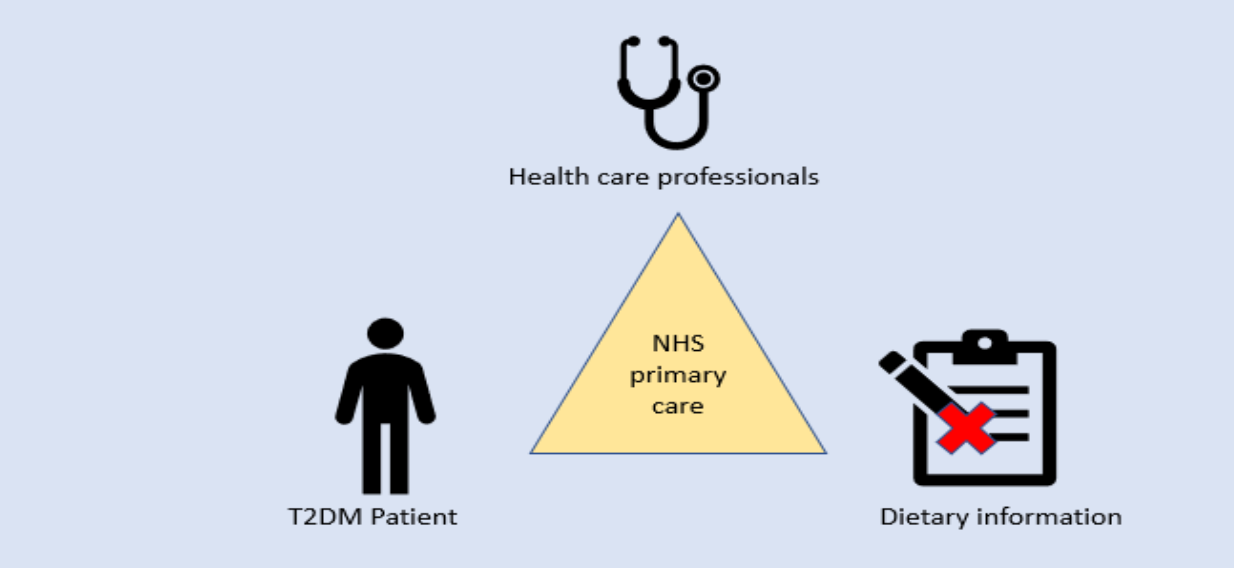 Health care professionals
NHS
primary
care
T2DM Patient
Dietary information